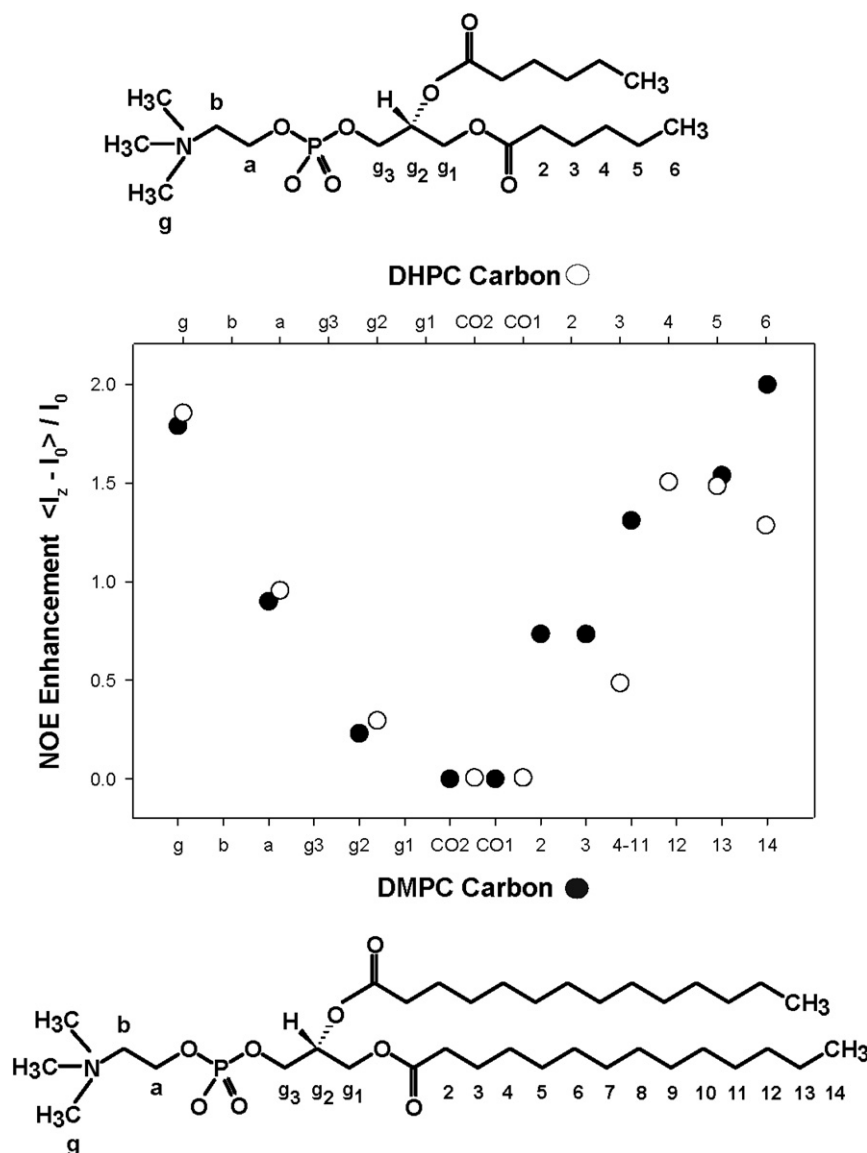 O
O
CH3
H
O
CH3
H3C
b
O
O
O
H3C
N
P
a
O
O
g3
g2
g1
O
2
3
4
5
6
H3C
g
DHPC Carbon
g b a g3 g2 g1 CO2 CO1 2 3 4 5 6
NOE Enhancement <Iz - I0> / I0
2.0
1.5
1.0
0.5
0.0
g b a g3 g2 g1 CO2 CO1 2 3 4-11 12 13 14
DMPC Carbon
O
CH3
H
O
CH3
H3C
b
O
O
O
H3C
N
P
a
O
O
g3
g2
g1
O
2 3 4 5 6 7 8 9 10 11 12 13 14
H3C
g